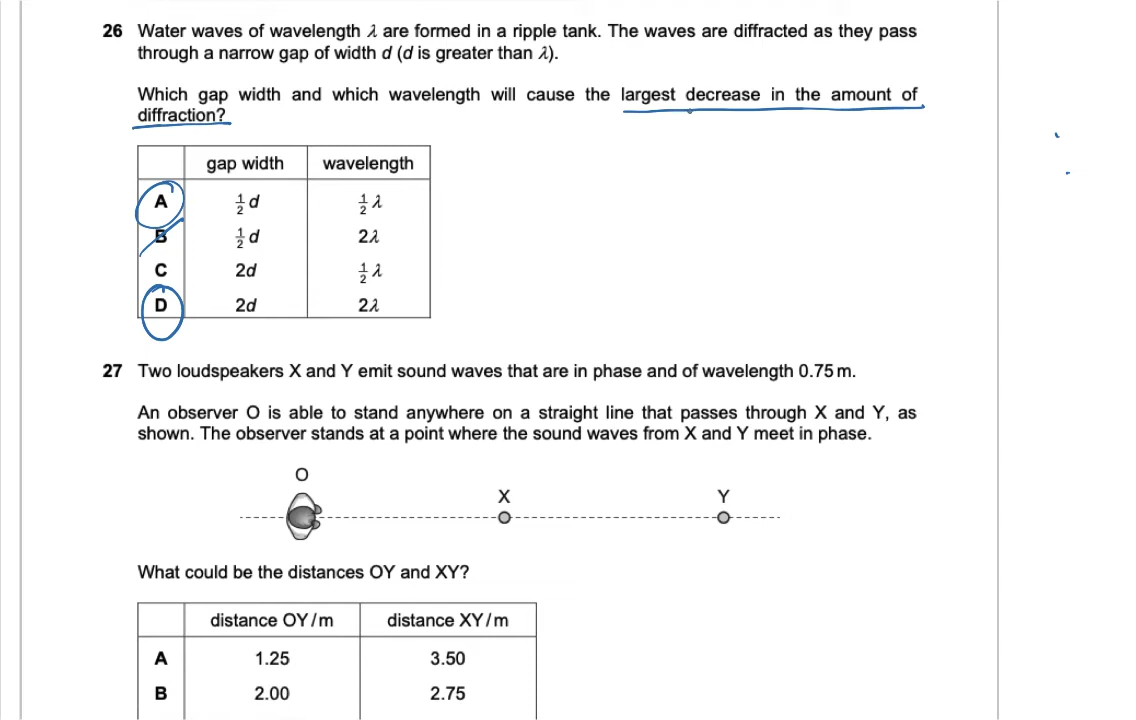 26 Water waves of wavelength λ are formed in a ripple tank. The waves are diffracted as they pass
through a narrow gap of width d (d is greater than λ).
Which gap width and which wavelength will cause the largest decrease in the amount of
diffraction?
gap width wavelength
A ½ d ½ λ
B ½ d 2λ
C 2d ½ λ
D 2d 2λ
27 Two loudspeakers X and Y emit sound waves that are in phase and of wavelength 0.75 m.
An observer O is able to stand anywhere on a straight line that passes through X and Y, as
shown. The observer stands at a point where the sound waves from X and Y meet in phase.
O
X Y
What could be the distances OY and XY?
distance OY / m distance XY / m
A 1.25 3.50
B 2.00 2.75